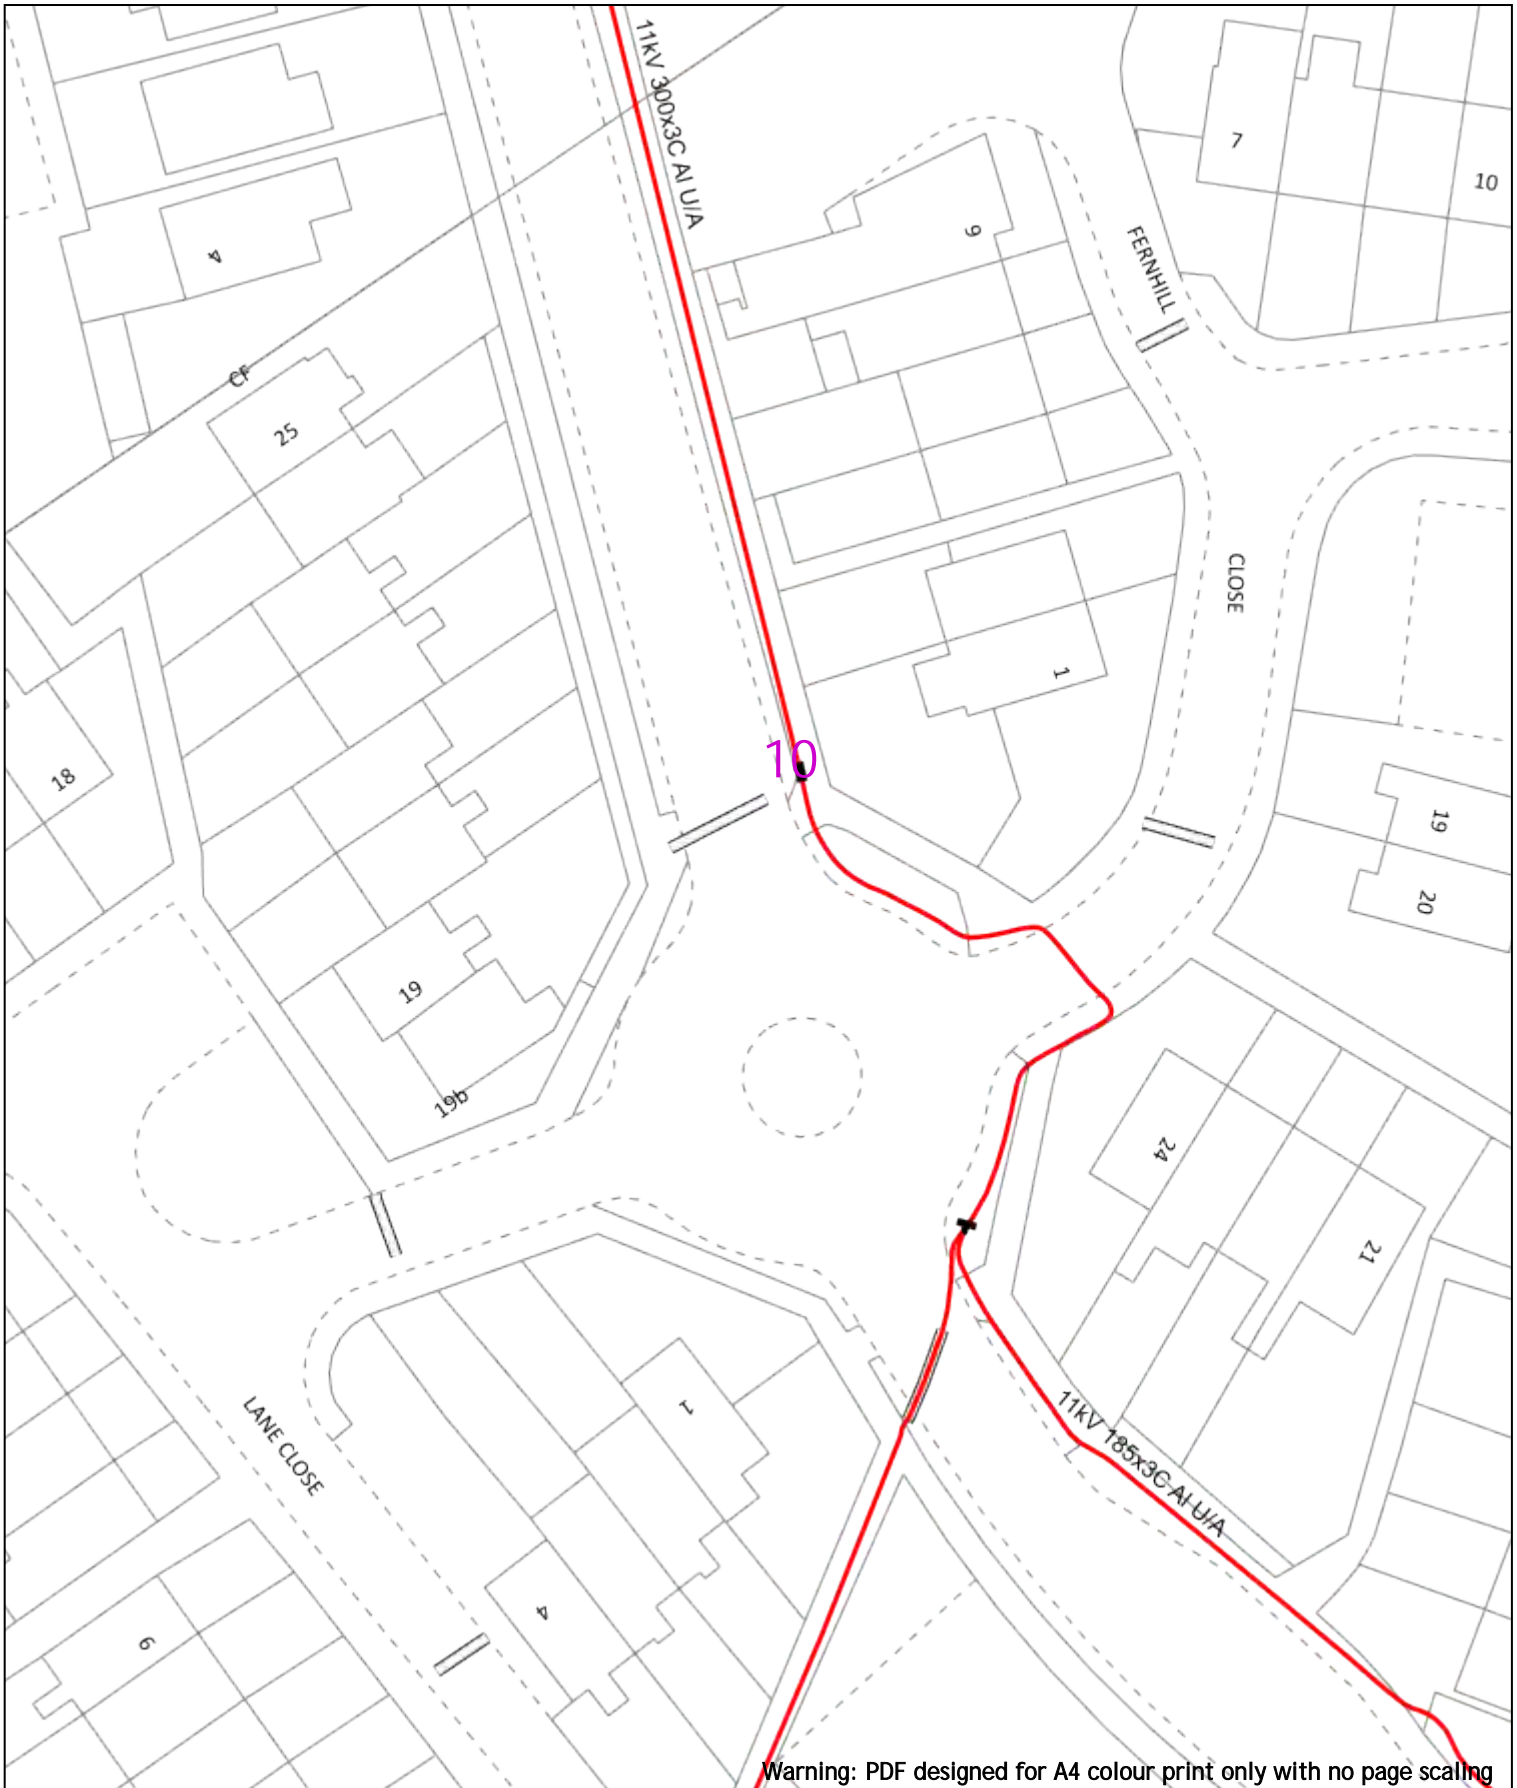 11kV 300x3C Al U/A
7
10
9
4
FERNHILL
CF
25
CLOSE
1
10
18
19
20
19
19b
24
21
1
11kV 185x3C Al U/A
LANE CLOSE
4
9
Warning: PDF designed for A4 colour print only with no page scaling